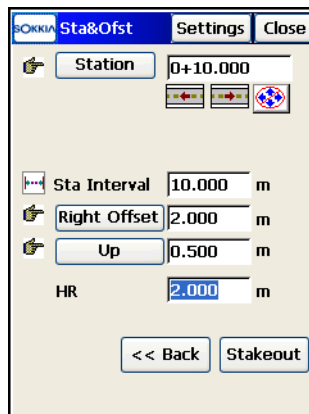 SOKKIA Sta&Ofst Settings Close
Station 0+10.000
Sta Interval 10.000 m
Right Offset 2.000 m
Up 0.500 m
HR 2.000 m
<< Back Stakeout